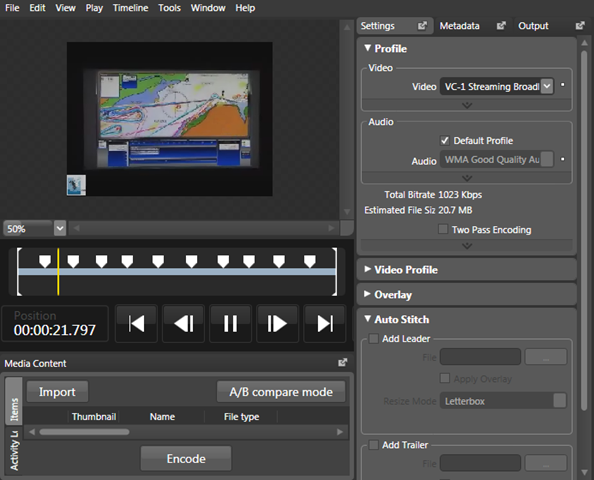 File Edit View Play Timeline Tools Window Help
Settings Metadata Output
Profile
Video
Video VC-1 Streaming Broad
Audio
Default Profile
Audio WMA Good Quality Au
Total Bitrate 1023 Kbps
Estimated File Siz 20.7 MB
Two Pass Encoding
50%
Video Profile
Overlay
Position
00:00:21.797
Auto Stitch
Add Leader
File ...
Apply Overlay
Resize Mode Letterbox
Add Trailer
File ...
Media Content
Items
Activity Lo
Import A/B compare mode
Thumbnail Name File type
Encode